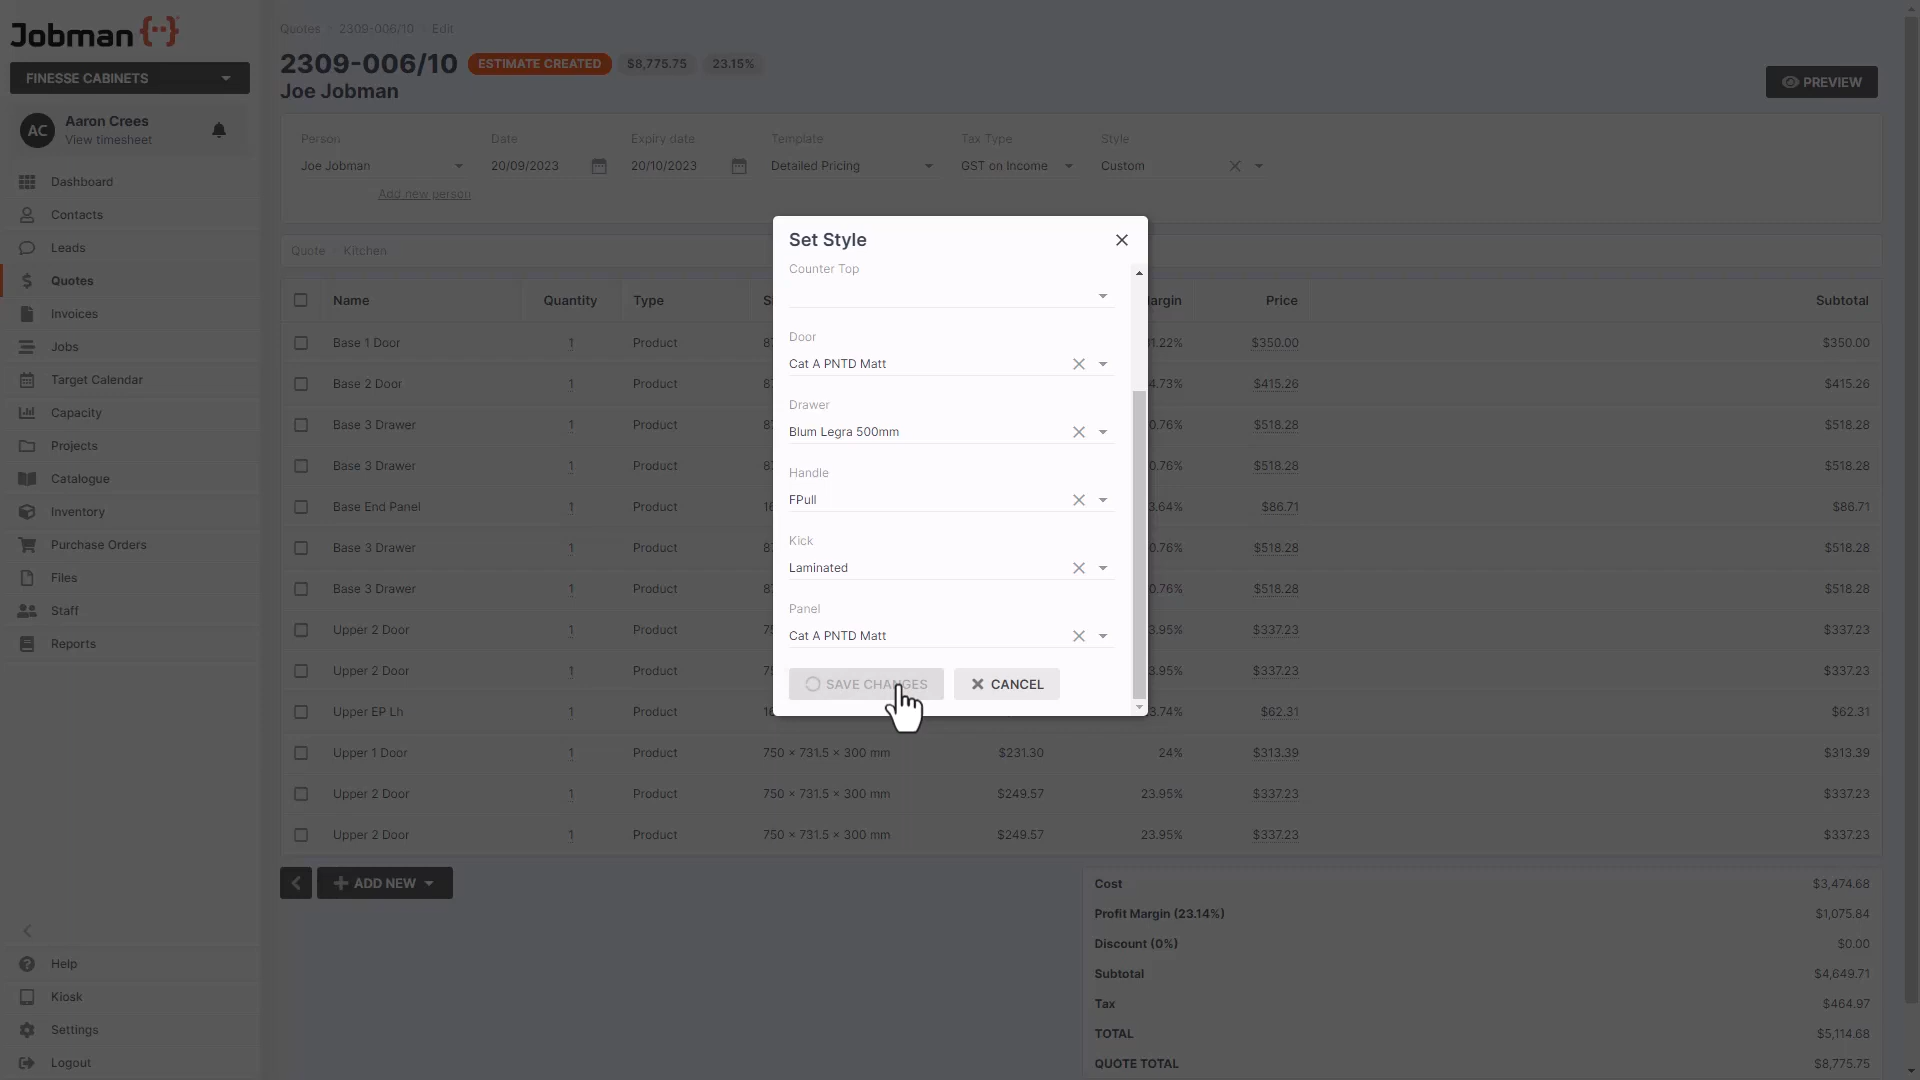 Jobman
FINESSE CABINETS
AC
Aaron Crees
View timesheet
Dashboard
Contacts
Leads
Quotes
Invoices
Jobs
Target Calendar
Capacity
Projects
Catalogue
Inventory
Purchase Orders
Files
Staff
Reports
Help
Kiosk
Settings
Logout
Quotes 2309-006/10 Edit
2309-006/10 ESTIMATE CREATED $8,775.75 23.15%
Joe Jobman
PREVIEW
Person Date Expiry date Template Tax Type Style
Joe Jobman 20/09/2023 20/10/2023 Detailed Pricing GST on Income Custom
Add new person
Quote Kitchen
Name Quantity Type Price Subtotal
Base 1 Door 1 Product $350.00 $350.00
Base 2 Door 1 Product $415.26 $415.26
Base 3 Drawer 1 Product $518.28 $518.28
Base 3 Drawer 1 Product $518.28 $518.28
Base End Panel 1 Product $86.71 $86.71
Base 3 Drawer 1 Product $518.28 $518.28
Base 3 Drawer 1 Product $518.28 $518.28
Upper 2 Door 1 Product $337.23 $337.23
Upper 2 Door 1 Product $337.23 $337.23
Upper EP Lh 1 Product $62.31 $62.31
Upper 1 Door 1 Product 750 × 731.5 × 300 mm $231.30 24% $313.39 $313.39
Upper 2 Door 1 Product 750 × 731.5 × 300 mm $249.57 23.95% $337.23 $337.23
Upper 2 Door 1 Product 750 × 731.5 × 300 mm $249.57 23.95% $337.23 $337.23
Set Style
Counter Top
Door
Cat A PNTD Matt
Drawer
Blum Legra 500mm
Handle
FPull
Kick
Laminated
Panel
Cat A PNTD Matt
SAVE CHANGES CANCEL
ADD NEW
Cost $3,474.68
Profit Margin (23.14%) $1,075.84
Discount (0%) $0.00
Subtotal $4,649.71
Tax $464.97
TOTAL $5,114.68
QUOTE TOTAL $8,775.75